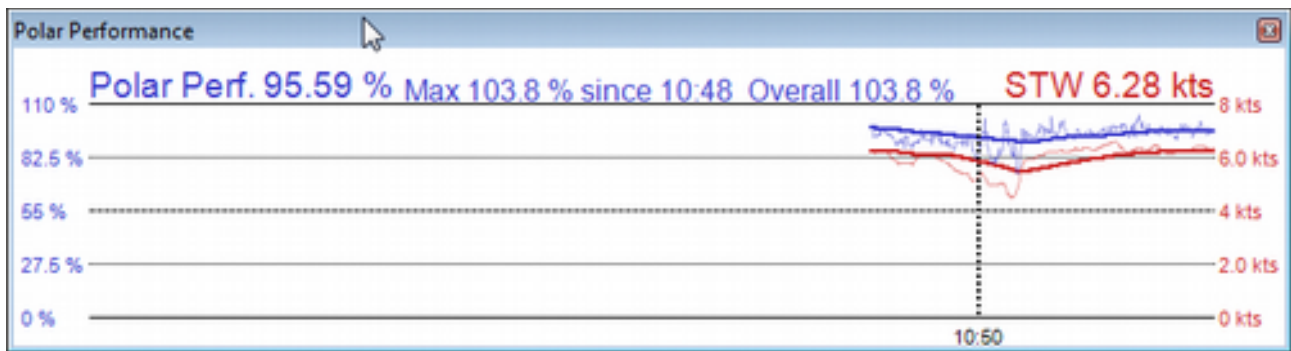 Polar Performance
Polar Perf. 95.59 % Max 103.8 % since 10:48 Overall 103.8 % STW 6.28 kts
110 % 8 kts
82.5 % 6.0 kts
55 % 4 kts
27.5 % 2.0 kts
0 % 0 kts
10:50